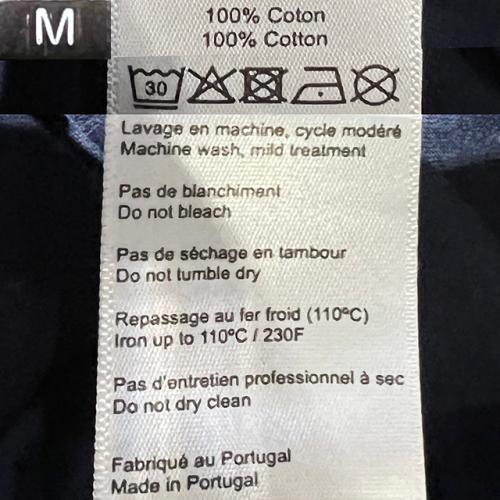 M
100% Coton
100% Cotton
30
Lavage en machine, cycle modéré
Machine wash, mild treatment
Pas de blanchiment
Do not bleach
Pas de séchage en tambour
Do not tumble dry
Repassage au fer froid (110ºC)
Iron up to 110ºC / 230F
Pas d'entretien professionnel à sec
Do not dry clean
Fabriqué au Portugal
Made in Portugal